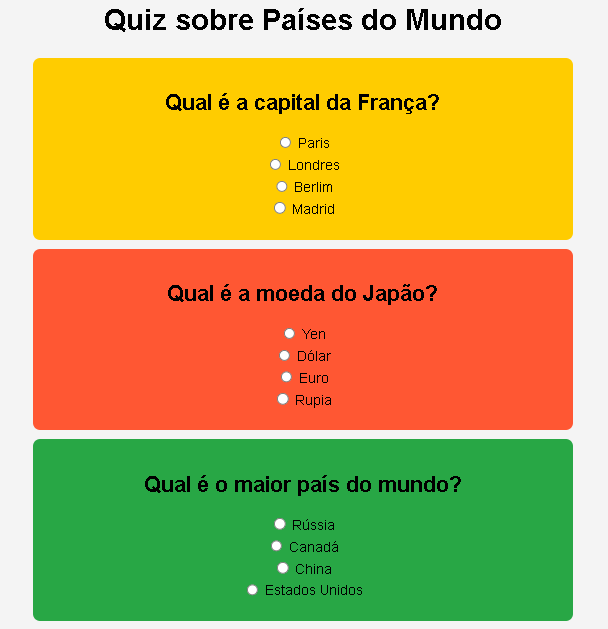 Quiz sobre Países do Mundo
Qual é a capital da França?
Paris
Londres
Berlim
Madrid
Qual é a moeda do Japão?
Yen
Dólar
Euro
Rupia
Qual é o maior país do mundo?
Rússia
Canadá
China
Estados Unidos